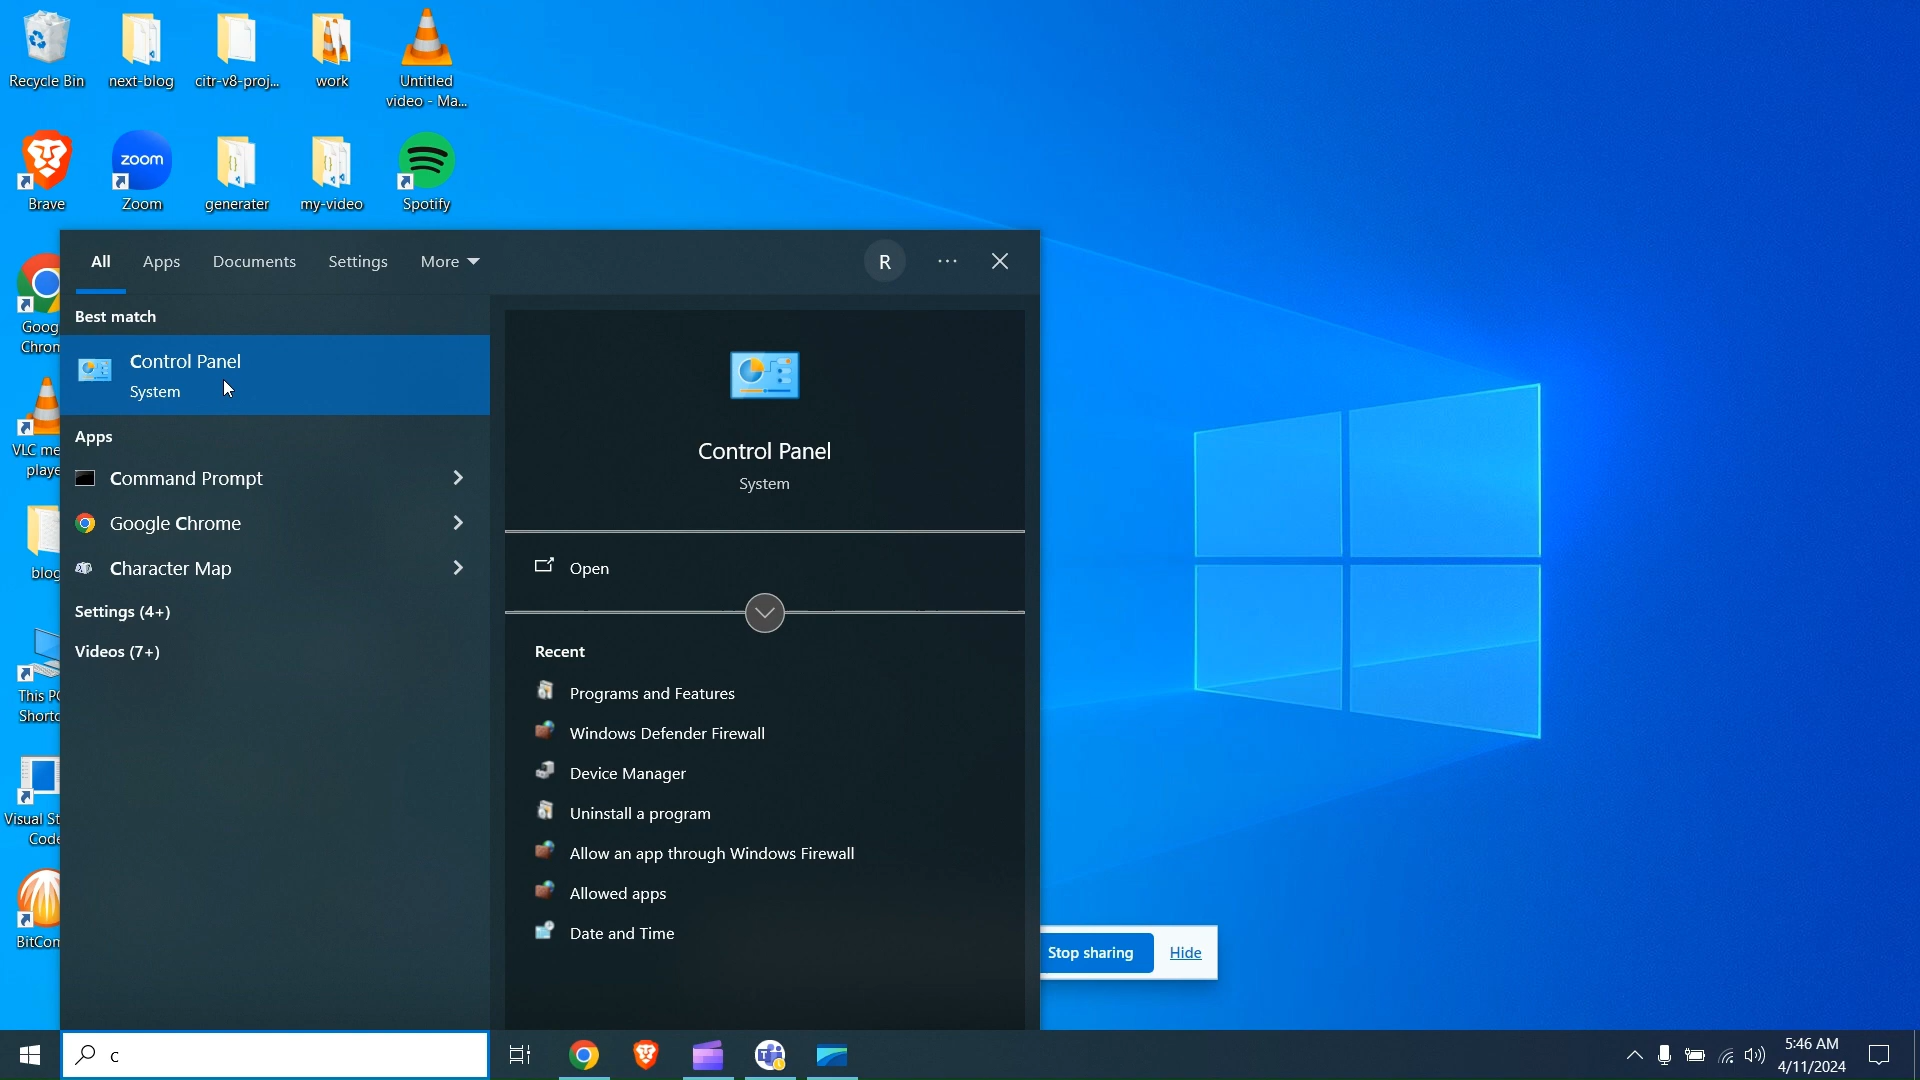 Recycle Bin
next-blog
citr-v8-proj...
work
Untitled
video - Ma...
Brave
zoom
Zoom
generater
my-video
Spotify
Goog
Chrom
VLC me
playe
blog
This PC
Shortc
Visual St
Code
BitCom
All
Apps
Documents
Settings
More
R
Best match
Control Panel
System
Apps
Command Prompt
Google Chrome
Character Map
Settings (4+)
Videos (7+)
Control Panel
System
Open
Recent
Programs and Features
Windows Defender Firewall
Device Manager
Uninstall a program
Allow an app through Windows Firewall
Allowed apps
Date and Time
Stop sharing
Hide
c
5:46 AM
4/11/2024